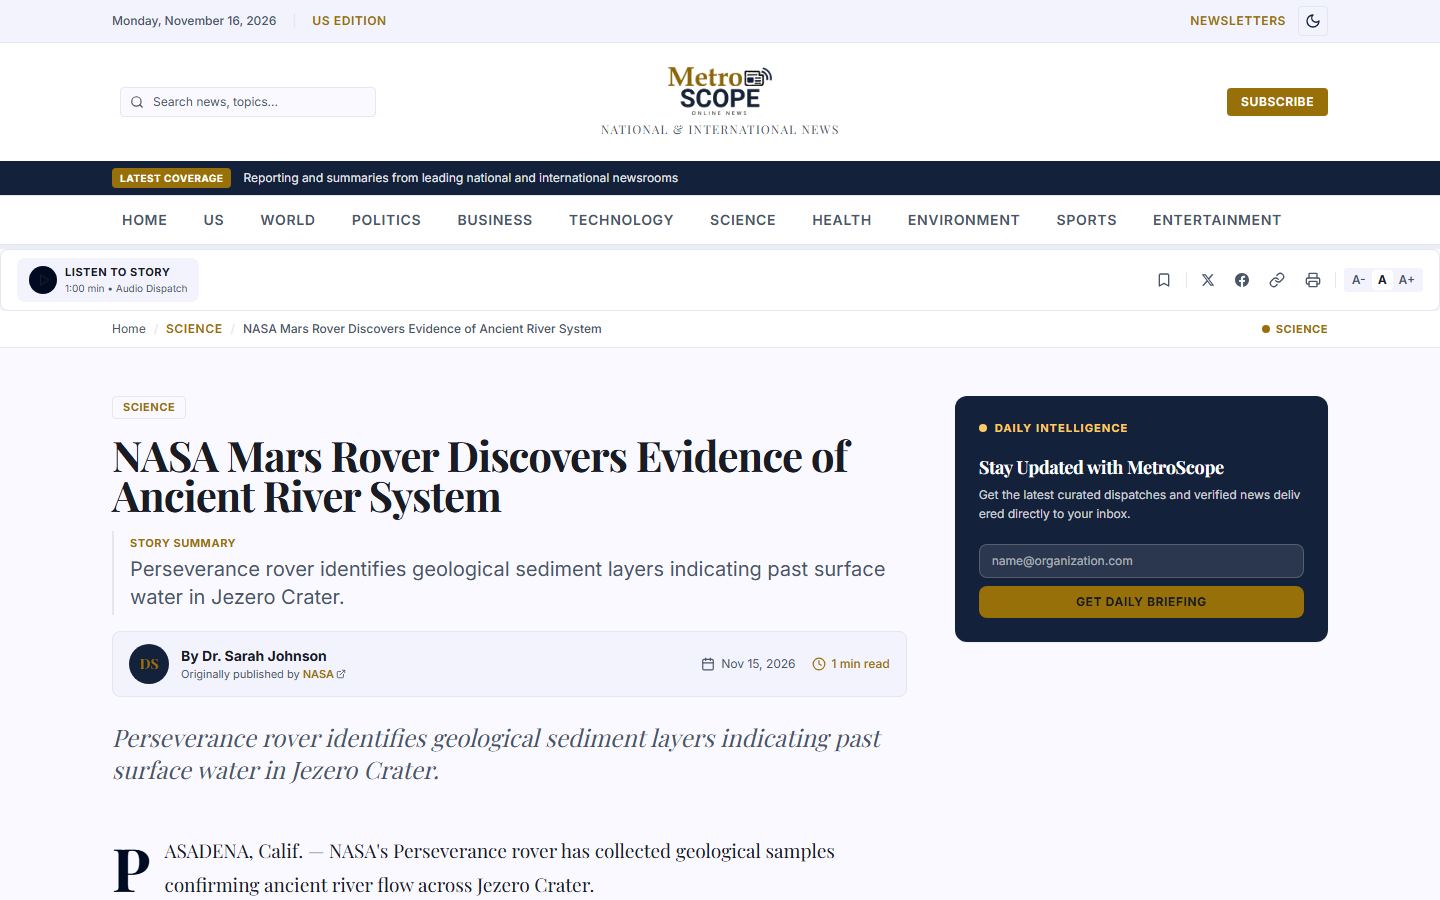 Monday, November 16, 2026
US EDITION
NEWSLETTERS
Search news, topics...
Metro
SCOPE
ONLINE NEWS
NATIONAL & INTERNATIONAL NEWS
SUBSCRIBE
LATEST COVERAGE
Reporting and summaries from leading national and international newsrooms
HOME US WORLD POLITICS BUSINESS TECHNOLOGY SCIENCE HEALTH ENVIRONMENT SPORTS ENTERTAINMENT
LISTEN TO STORY
1:00 min • Audio Dispatch
A- A A+
Home / SCIENCE / NASA Mars Rover Discovers Evidence of Ancient River System
SCIENCE
SCIENCE
NASA Mars Rover Discovers Evidence of
Ancient River System
STORY SUMMARY
Perseverance rover identifies geological sediment layers indicating past surface
water in Jezero Crater.
DS
By Dr. Sarah Johnson
Originally published by NASA
Nov 15, 2026
1 min read
Perseverance rover identifies geological sediment layers indicating past
surface water in Jezero Crater.
PASADENA, Calif. — NASA's Perseverance rover has collected geological samples
confirming ancient river flow across Jezero Crater.
DAILY INTELLIGENCE
Stay Updated with MetroScope
Get the latest curated dispatches and verified news deliv
ered directly to your inbox.
name@organization.com
GET DAILY BRIEFING